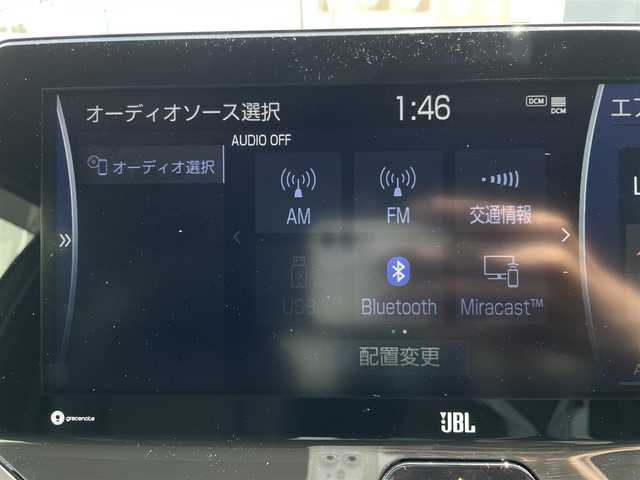 オーディオソース選択
1:46
DCM
DCM
エ
AUDIO OFF
オーディオ選択
AM
FM
交通情報
USB
Bluetooth
Miracast™
配置変更
gracenote
JBL